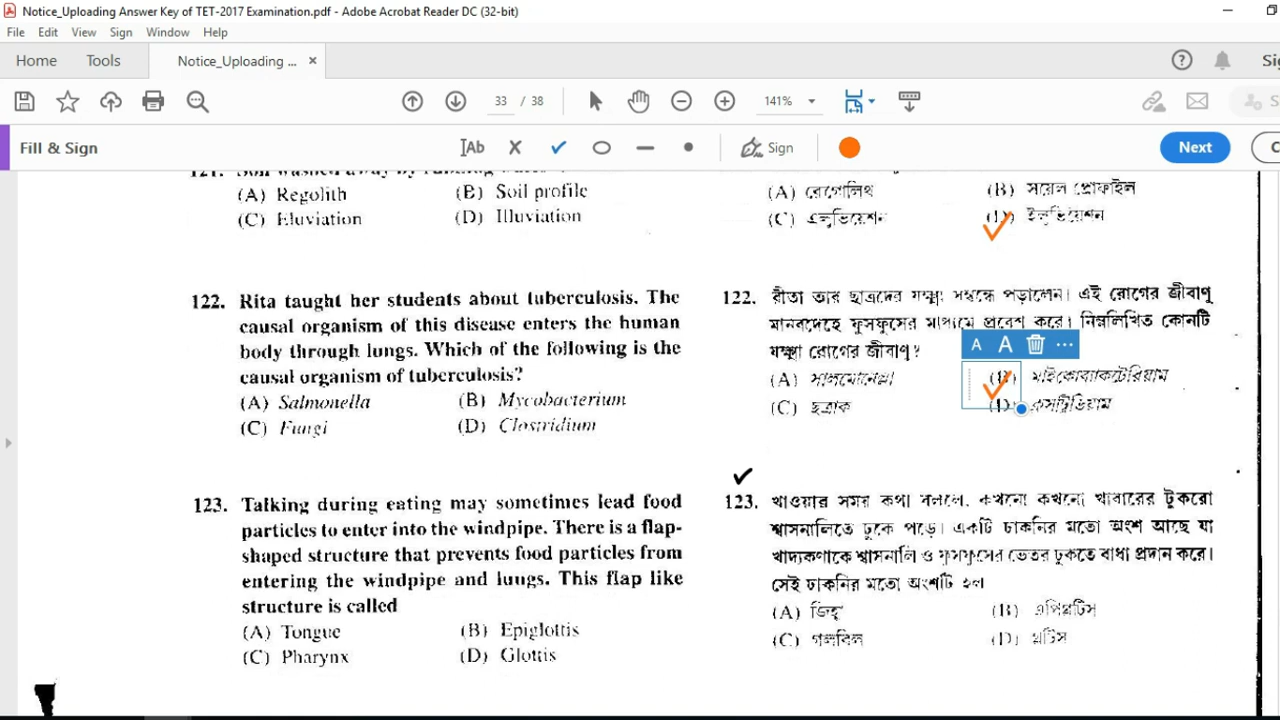 Notice_Uploading Answer Key of TET-2017 Examination.pdf - Adobe Acrobat Reader DC (32-bit)
File Edit View Sign Window Help
Home Tools Notice_Uploading ... ×
33 / 38 141%
Fill & Sign Ab Sign Next
121. Soil washed away by running
(A) Regolith (B) Soil profile
(C) Eluviation (D) Illuviation
(A) রেগোলিথ (B) সয়েল প্রোফাইল
(C) এলুভিয়েশন (D) ইলুভিয়েশন
122. Rita taught her students about tuberculosis. The
causal organism of this disease enters the human
body through lungs. Which of the following is the
causal organism of tuberculosis?
(A) Salmonella (B) Mycobacterium
(C) Fungi (D) Clostridium
122. রীতা তার ছাত্রদের যক্ষ্মা সম্বন্ধে পড়ালেন। এই রোগের জীবাণু
মানবদেহে ফুসফুসের মাধ্যমে প্রবেশ করে। নিম্নলিখিত কোনটি
যক্ষ্মা রোগের জীবাণু?
A A ...
(A) সালমোনেল্লা (B) মাইকোব্যাকটেরিয়াম
(C) ছত্রাক (D) ক্লসট্রিডিয়াম
123. Talking during eating may sometimes lead food
particles to enter into the windpipe. There is a flap-
shaped structure that prevents food particles from
entering the windpipe and lungs. This flap like
structure is called
(A) Tongue (B) Epiglottis
(C) Pharynx (D) Glottis
123. খাওয়ার সময় কথা বললে, কখনো কখনো খাবারের টুকরো
শ্বাসনালিতে ঢুকে পড়ে। একটি ঢাকনির মতো অংশ আছে যা
খাদ্যকণাকে শ্বাসনালি ও ফুসফুসের ভেতর ঢুকতে বাধা প্রদান করে।
সেই ঢাকনির মতো অংশটি হল
(A) জিহ্বা (B) এপিগ্লটিস
(C) গলবিল (D) গ্লটিস